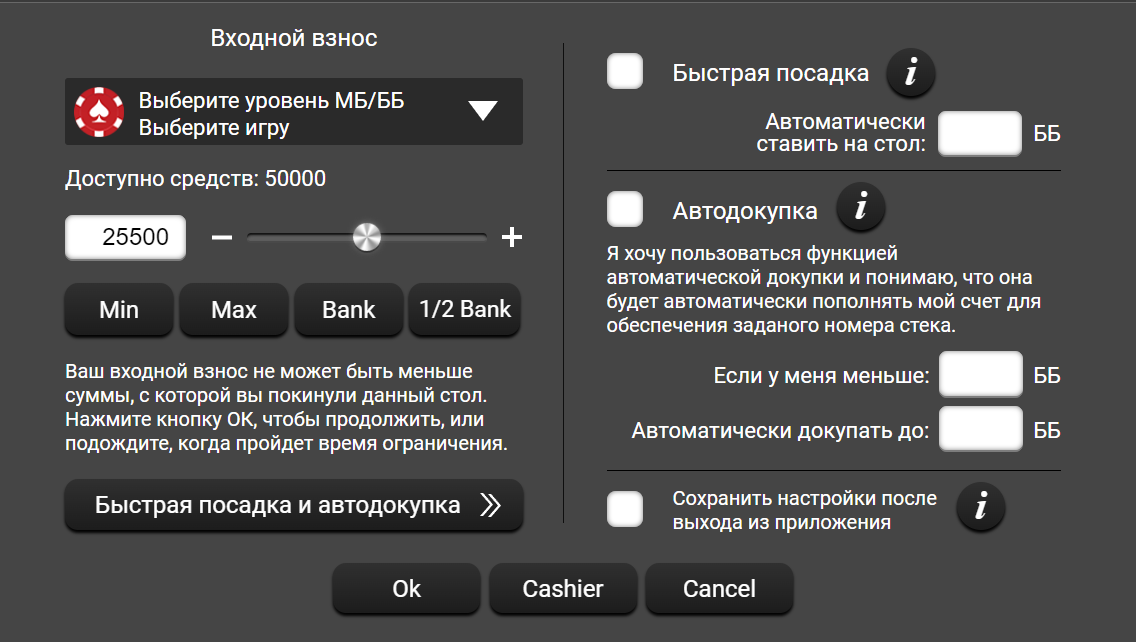 Входной взнос
Выберите уровень МБ/ББ
Выберите игру
Доступно средств: 50000
25500
Min
Max
Bank
1/2 Bank
Ваш входной взнос не может быть меньше
суммы, с которой вы покинули данный стол.
Нажмите кнопку ОК, чтобы продолжить, или
подождите, когда пройдет время ограничения.
Быстрая посадка и автодокупка
Быстрая посадка
i
Автоматически
ставить на стол:
ББ
Автодокупка
i
Я хочу пользоваться функцией
автоматической докупки и понимаю, что она
будет автоматически пополнять мой счет для
обеспечения заданого номера стека.
Если у меня меньше:
ББ
Автоматически докупать до:
ББ
Сохранить настройки после
выхода из приложения
i
Ok
Cashier
Cancel